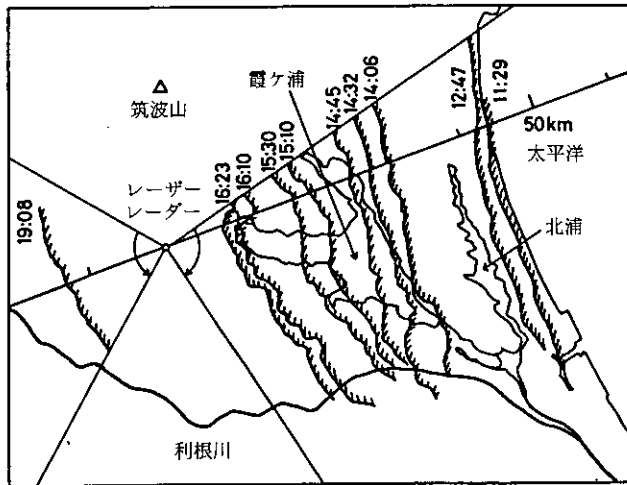 筑波山
霞ケ浦
レーザー
レーダー
19:08
16:23
16:10
15:30
15:10
14:45
14:32
14:06
12:47
11:29
50km
太平洋
北浦
利根川